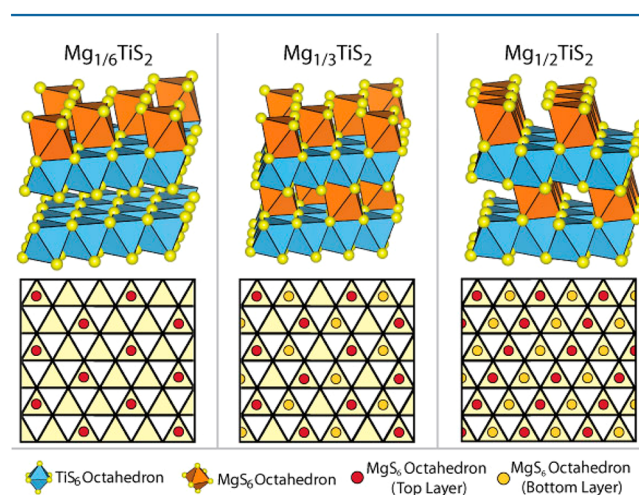 Mg1/6TiS2
Mg1/3TiS2
Mg1/2TiS2
TiS6 Octahedron
MgS6 Octahedron
MgS6 Octahedron
(Top Layer)
MgS6 Octahedron
(Bottom Layer)